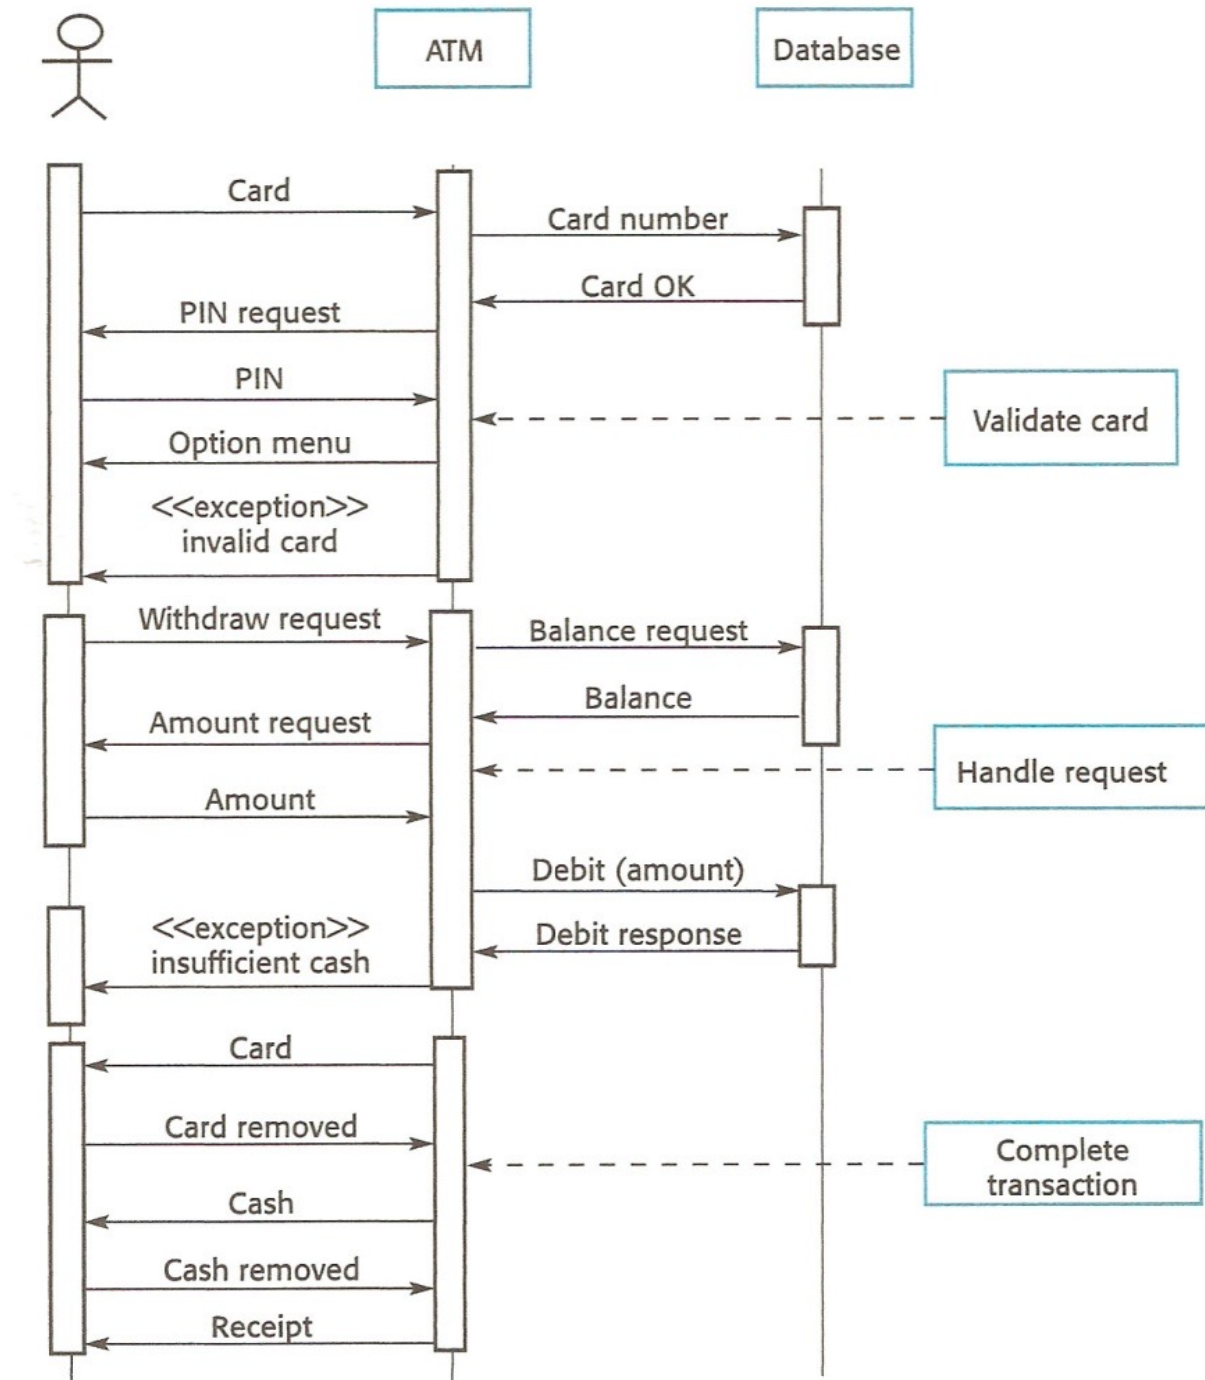 ATM
Database
Card
Card number
Card OK
PIN request
PIN
Validate card
Option menu
<<exception>>
invalid card
Withdraw request
Balance request
Balance
Amount request
Handle request
Amount
Debit (amount)
<<exception>>
Debit response
insufficient cash
Card
Card removed
Complete
transaction
Cash
Cash removed
Receipt